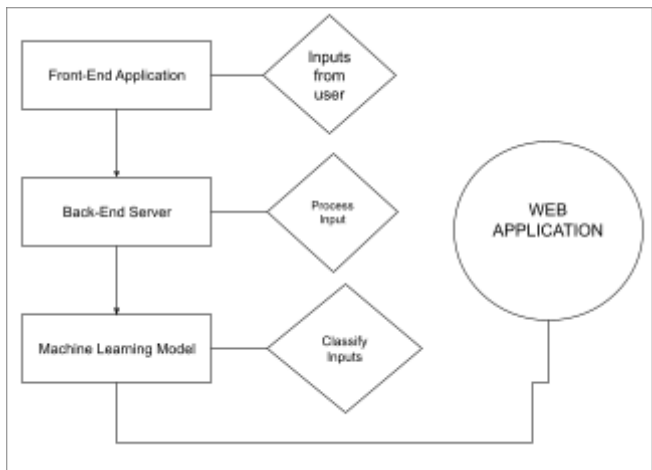 Front-End Application
Inputs
from
user
Back-End Server
Process
Input
WEB
APPLICATION
Machine Learning Model
Classify
Inputs